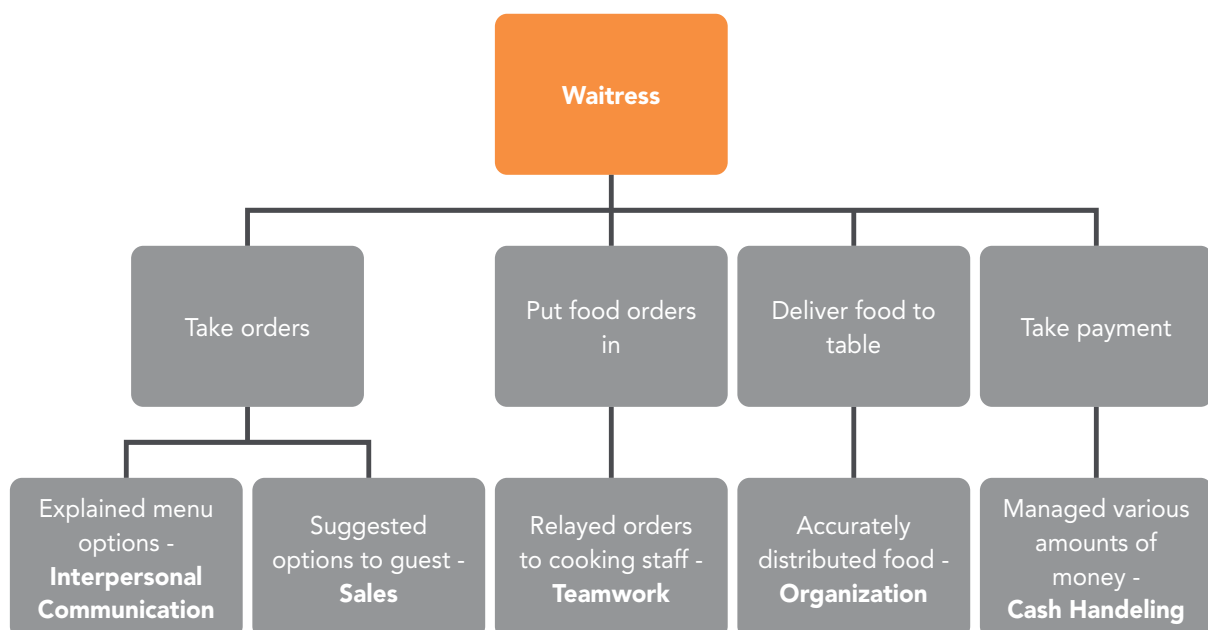 Waitress
Take orders
Put food orders
in
Deliver food to
table
Take payment
Explained menu
options -
Interpersonal
Communication
Suggested
options to guest -
Sales
Relayed orders
to cooking staff -
Teamwork
Accurately
distributed food -
Organization
Managed various
amounts of
money -
Cash Handeling